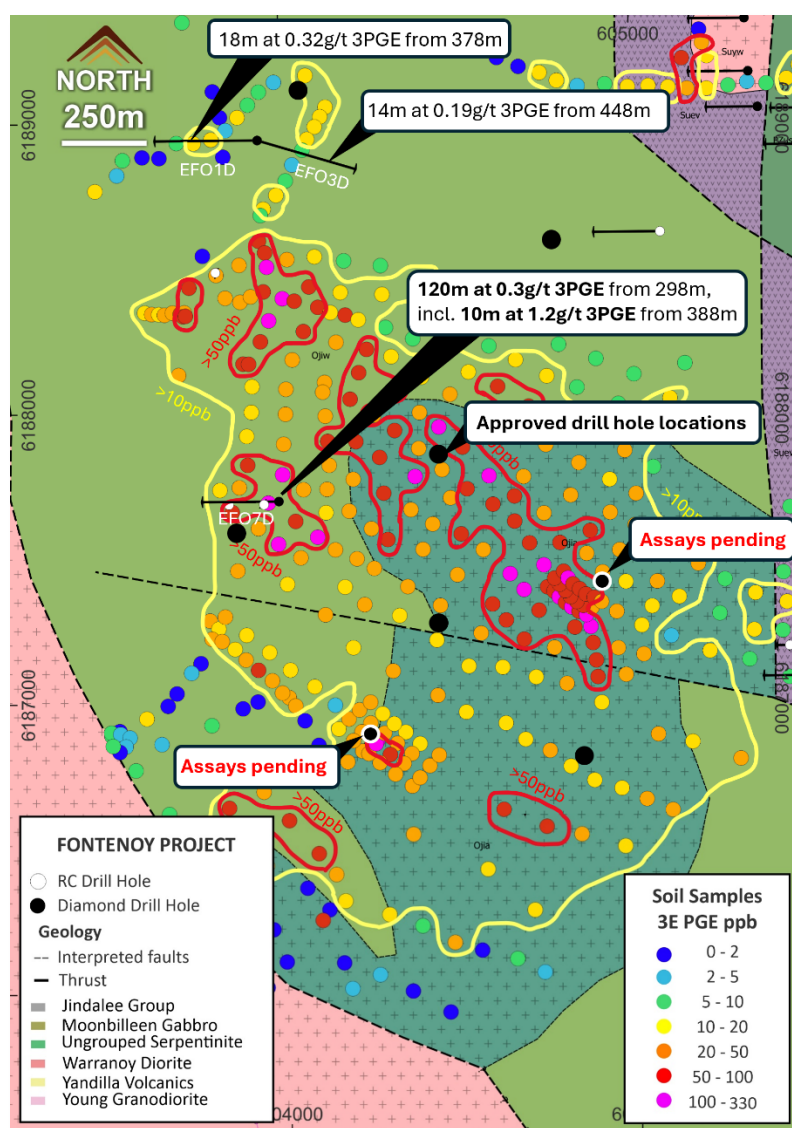 18m at 0.32g/t 3PGE from 378m
605000
Suyw
NORTH
250m
14m at 0.19g/t 3PGE from 448m
6189000
Suev
EFO1D
EFO3D
120m at 0.3g/t 3PGE from 298m,
incl. 10m at 1.2g/t 3PGE from 388m
>50ppb
Ojiw
>10ppb
6188000
6188000
Approved drill hole locations
Suev
>10ppb
EFO7D
>50ppb
Assays pending
6187000
6187000
Assays pending
>50ppb
>50ppb
Ojia
FONTENOY PROJECT
RC Drill Hole
Diamond Drill Hole
Geology
Interpreted faults
Thrust
Jindalee Group
Moonbilleen Gabbro
Ungrouped Serpentinite
Warranoy Diorite
Yandilla Volcanics
Young Granodiorite
Soil Samples
3E PGE ppb
0 - 2
2 - 5
5 - 10
10 - 20
20 - 50
50 - 100
100 - 330
04000